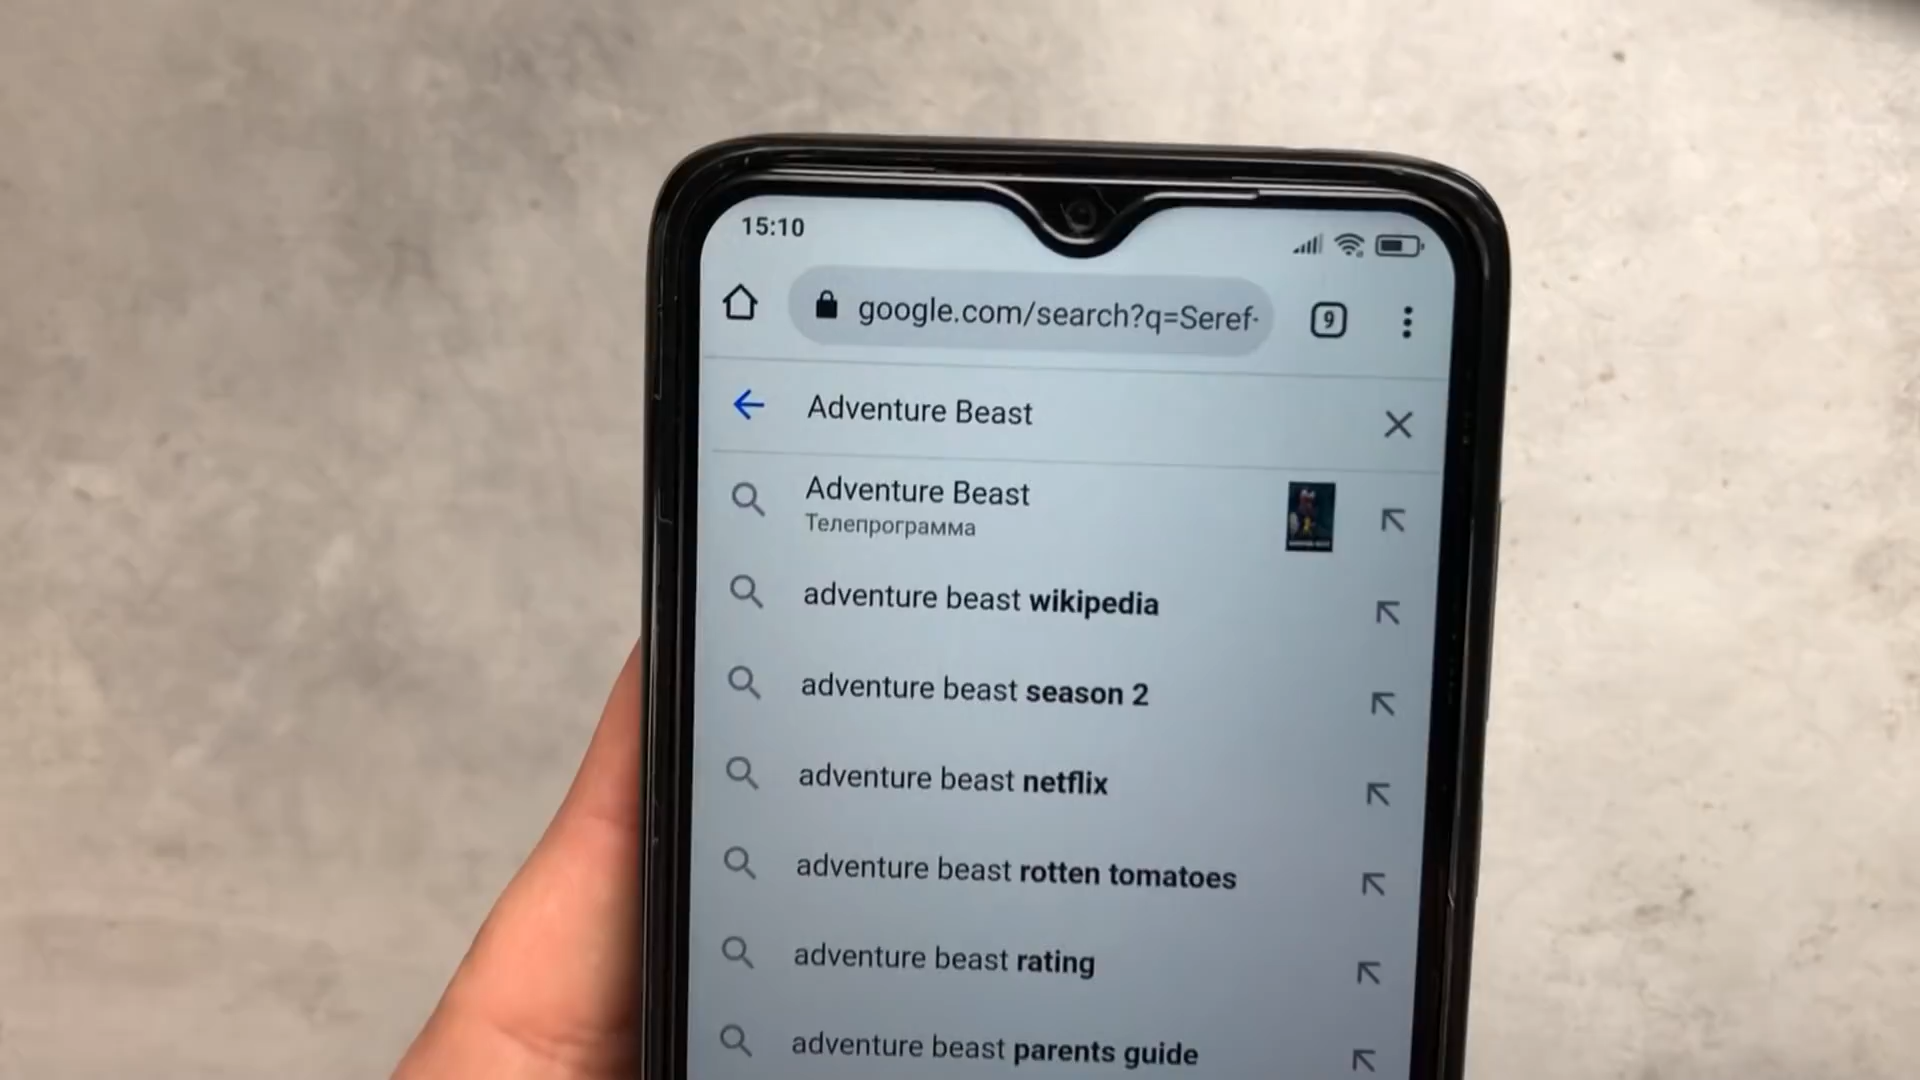 15:10
google.com/search?q=Seref-
9
Adventure Beast
Adventure Beast
Телепрограмма
adventure beast wikipedia
adventure beast season 2
adventure beast netflix
adventure beast rotten tomatoes
adventure beast rating
adventure beast parents guide